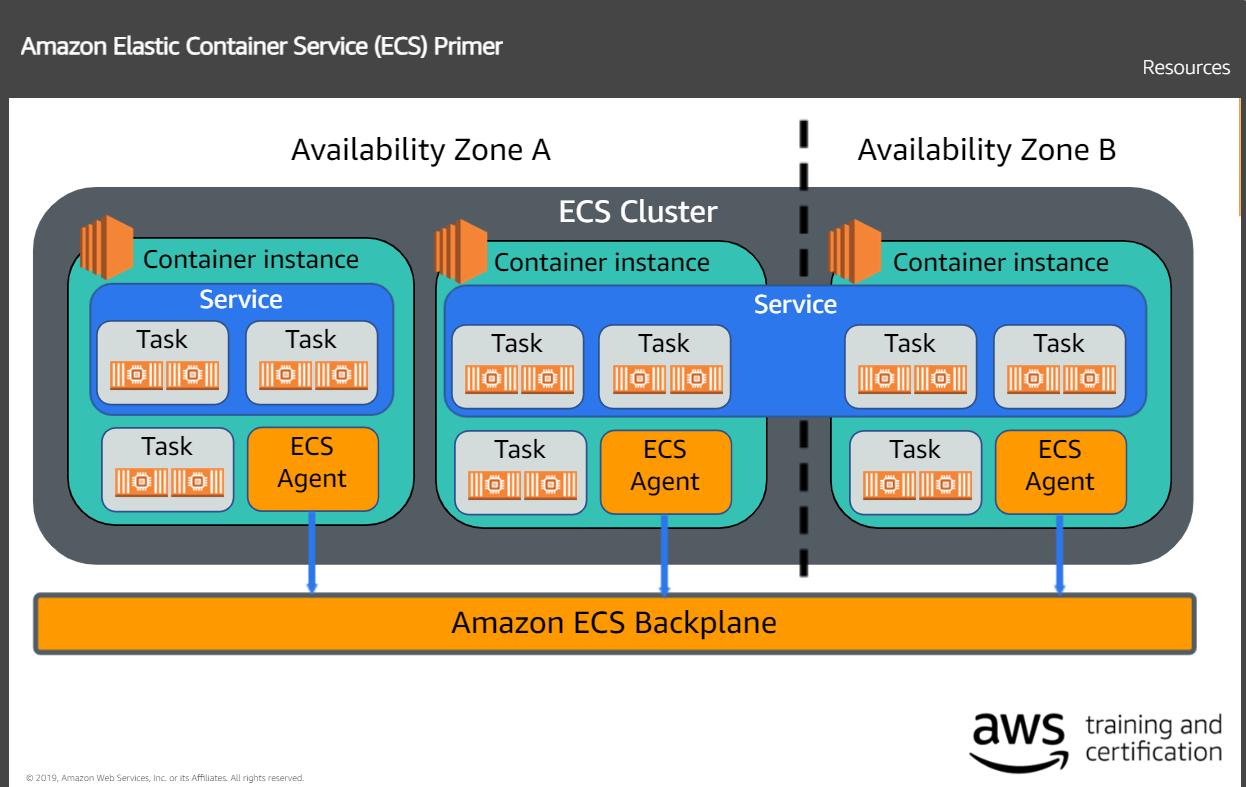 Amazon Elastic Container Service (ECS) Primer
Resources
Availability Zone A
Availability Zone B
ECS Cluster
Container instance
Container instance
Container instance
Service
Service
Task
Task
Task
Task
Task
Task
Task
ECS
Agent
Task
ECS
Agent
Task
ECS
Agent
Amazon ECS Backplane
aws
training and
certification
© 2019, Amazon Web Services, Inc. or its Affiliates. All rights reserved.